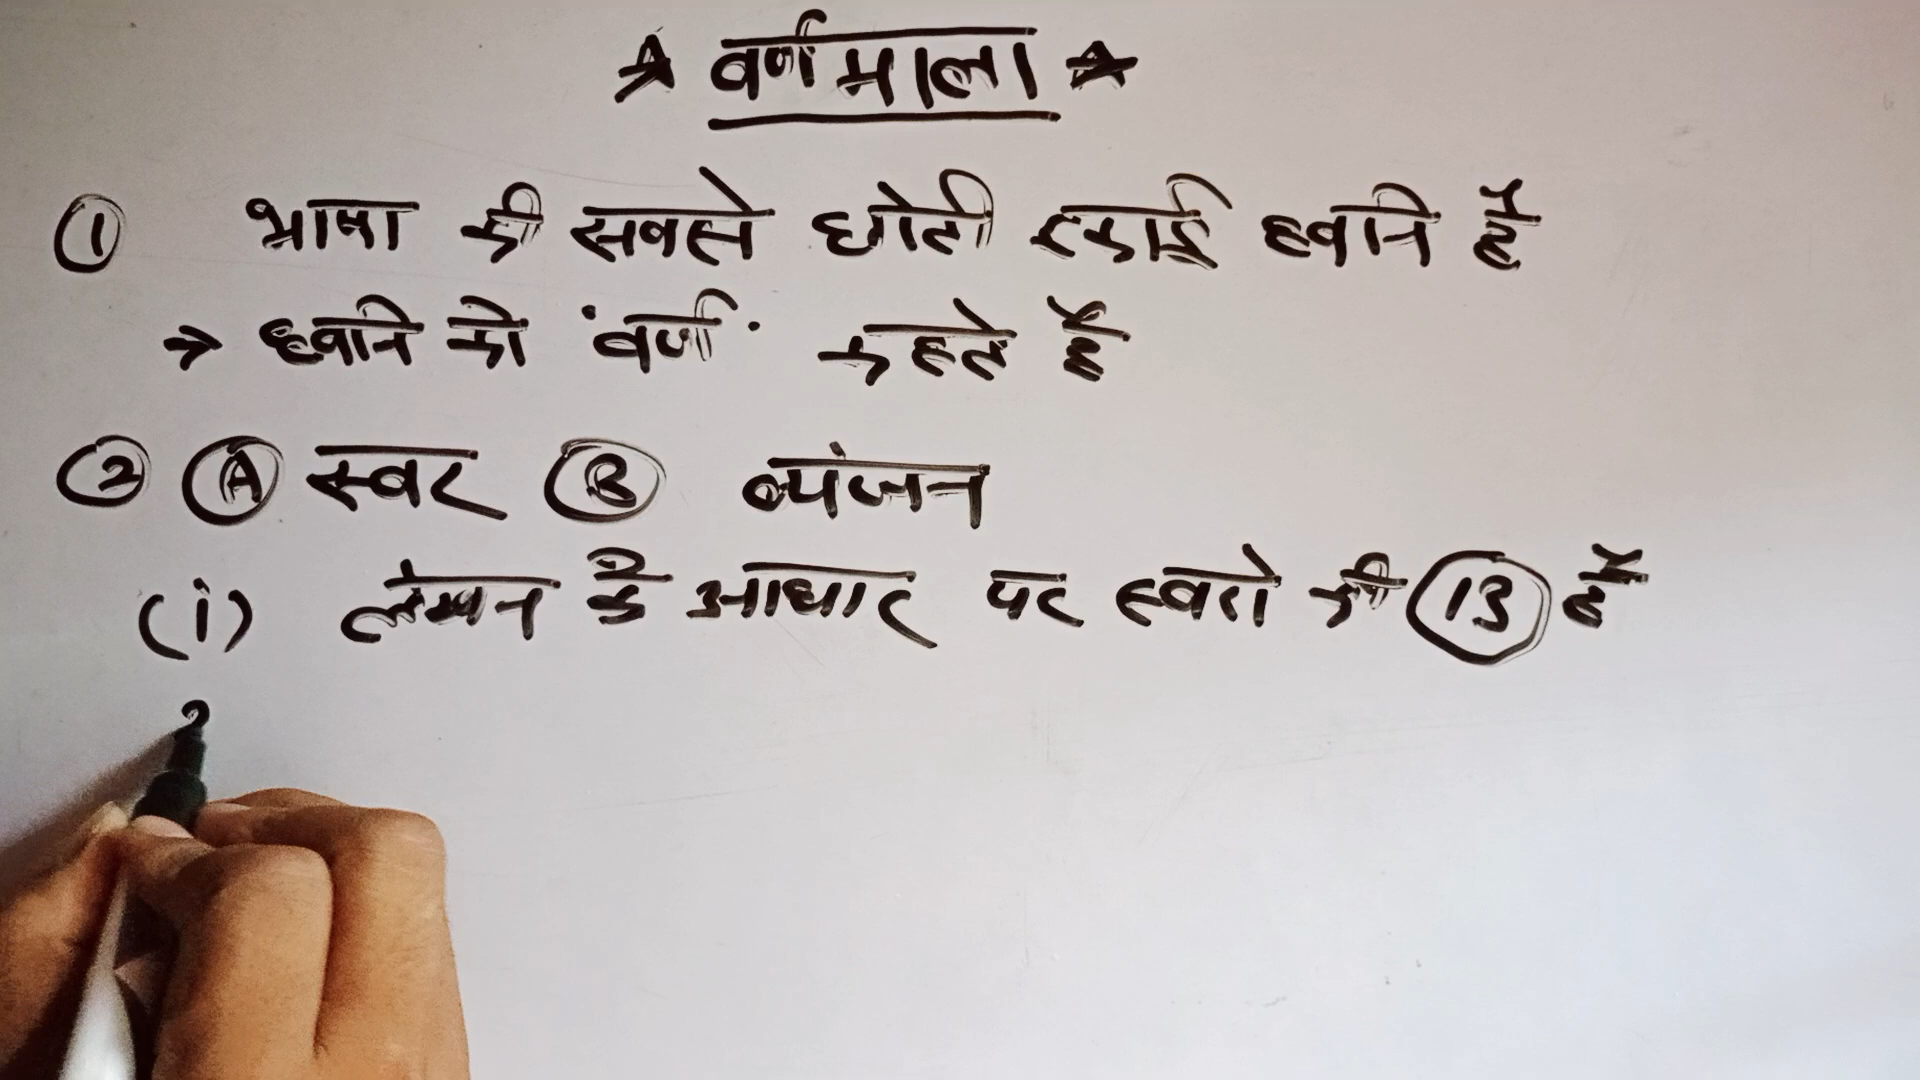 ★ वर्णमाला ★
① भाषा की सबसे छोटी इकाई ध्वनि है
→ ध्वनि को 'वर्ण' कहते हैं
② Ⓐ स्वर Ⓑ व्यंजन
(i) लेखन के आधार पर स्वरो की 13 हैं